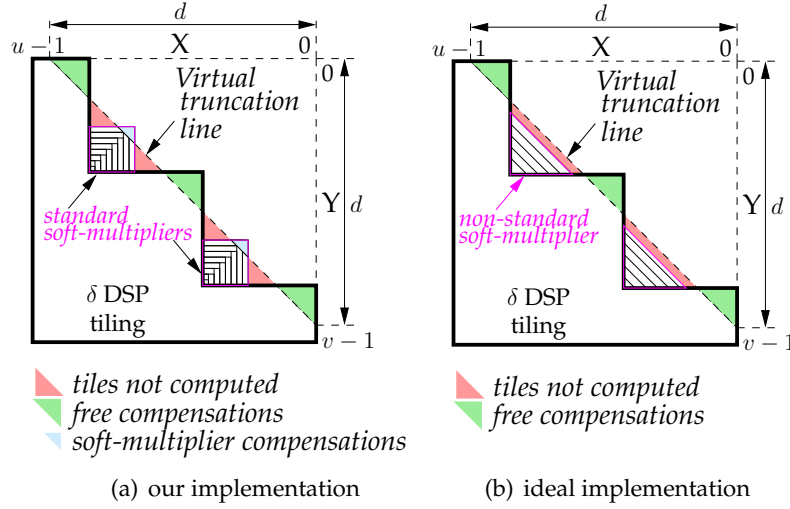 d
u − 1
X
0
0
Virtual
truncation
line
Y
d
standard
soft-multipliers
δ DSP
tiling
v − 1
tiles not computed
free compensations
soft-multiplier compensations
(a) our implementation
d
u − 1
X
0
0
Virtual
truncation
line
Y
d
non-standard
soft-multiplier
δ DSP
tiling
v − 1
tiles not computed
free compensations
(b) ideal implementation